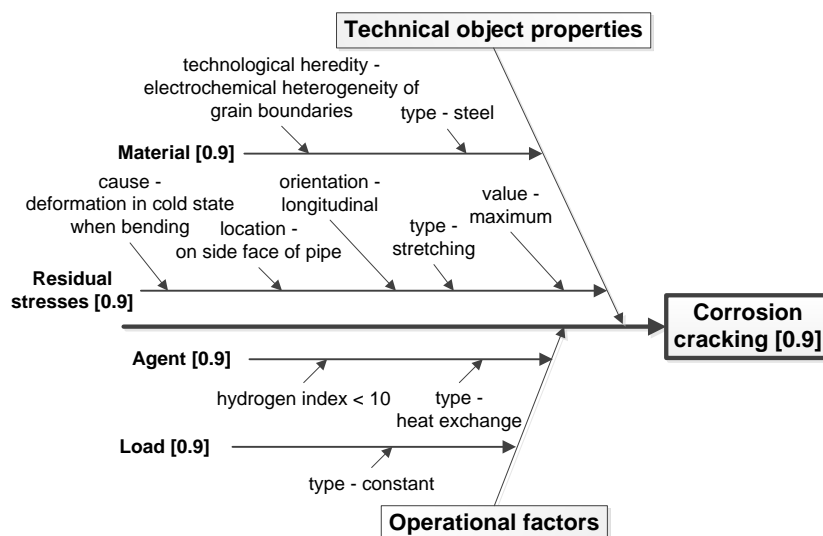 Technical object properties
technological heredity -
electrochemical heterogeneity of
grain boundaries
type - steel
Material [0.9]
cause -
deformation in cold state
when bending
location -
on side face of pipe
orientation -
longitudinal
type -
stretching
value -
maximum
Residual
stresses [0.9]
Corrosion
cracking [0.9]
Agent [0.9]
hydrogen index < 10
type -
heat exchange
Load [0.9]
type - constant
Operational factors